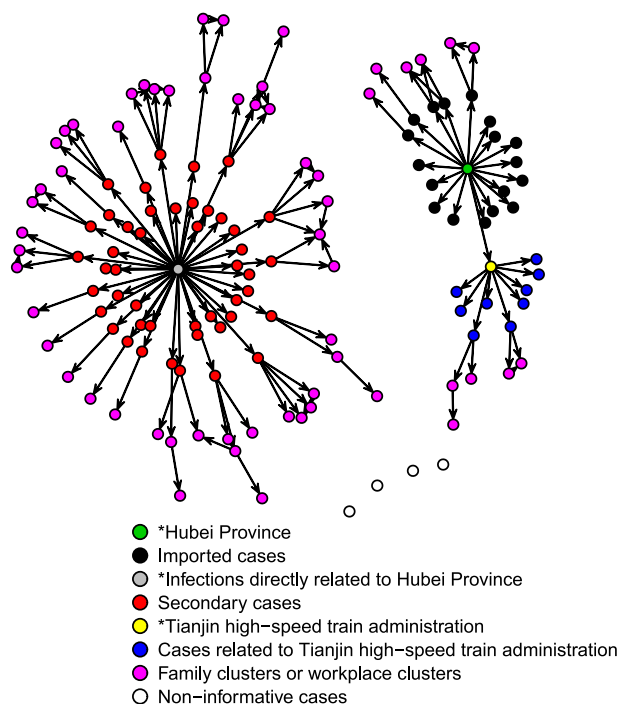 *Hubei Province
Imported cases
*Infections directly related to Hubei Province
Secondary cases
*Tianjin high−speed train administration
Cases related to Tianjin high−speed train administration
Family clusters or workplace clusters
Non−informative cases